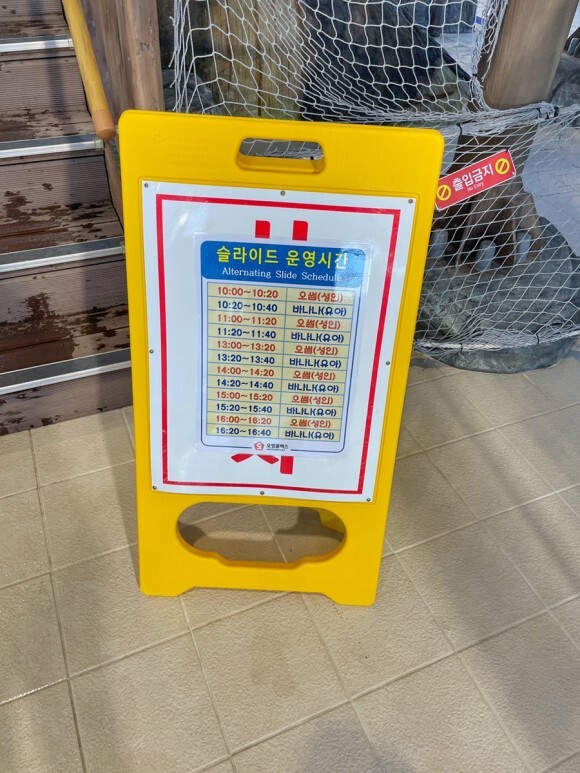 슬라이드 운영시간
Alternating Slide Schedule
10:00~10:20 오썸(성인)
10:20~10:40 바나나(유아)
11:00~11:20 오썸(성인)
11:20~11:40 바나나(유아)
13:00~13:20 오썸(성인)
13:20~13:40 바나나(유아)
14:00~14:20 오썸(성인)
14:20~14:40 바나나(유아)
15:00~15:20 오썸(성인)
15:20~15:40 바나나(유아)
16:00~16:20 오썸(성인)
16:20~16:40 바나나(유아)
오썸플렉스
출입금지
No Entry